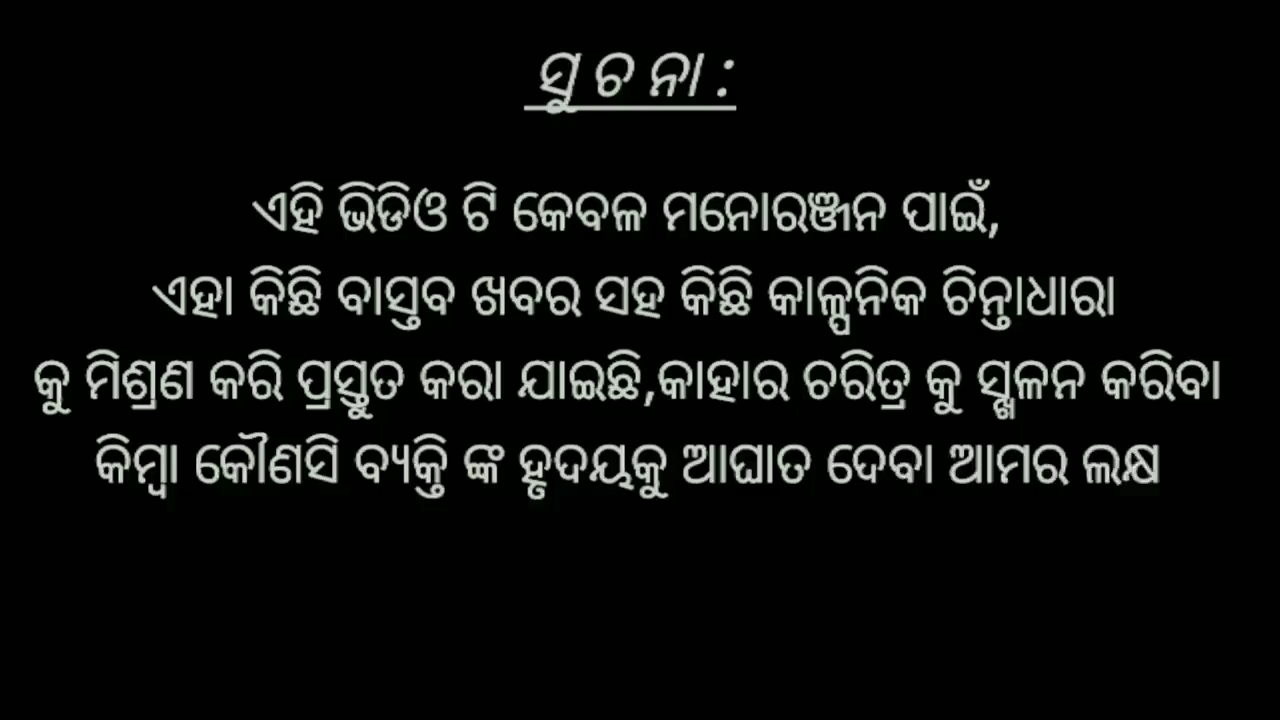 ସୁ ଚ ନା :
ଏହି ଭିଡିଓ ଟି କେବଳ ମନୋରଞ୍ଜନ ପାଇଁ,
ଏହା କିଛି ବାସ୍ତବ ଖବର ସହ କିଛି କାଳ୍ପନିକ ଚିନ୍ତାଧାରା
କୁ ମିଶ୍ରଣ କରି ପ୍ରସ୍ତୁତ କରା ଯାଇଛି,କାହାର ଚରିତ୍ର କୁ ସ୍ଖଳନ କରିବା
କିମ୍ବା କୌଣସି ବ୍ୟକ୍ତି ଙ୍କ ହୃଦୟକୁ ଆଘାତ ଦେବା ଆମର ଲକ୍ଷ